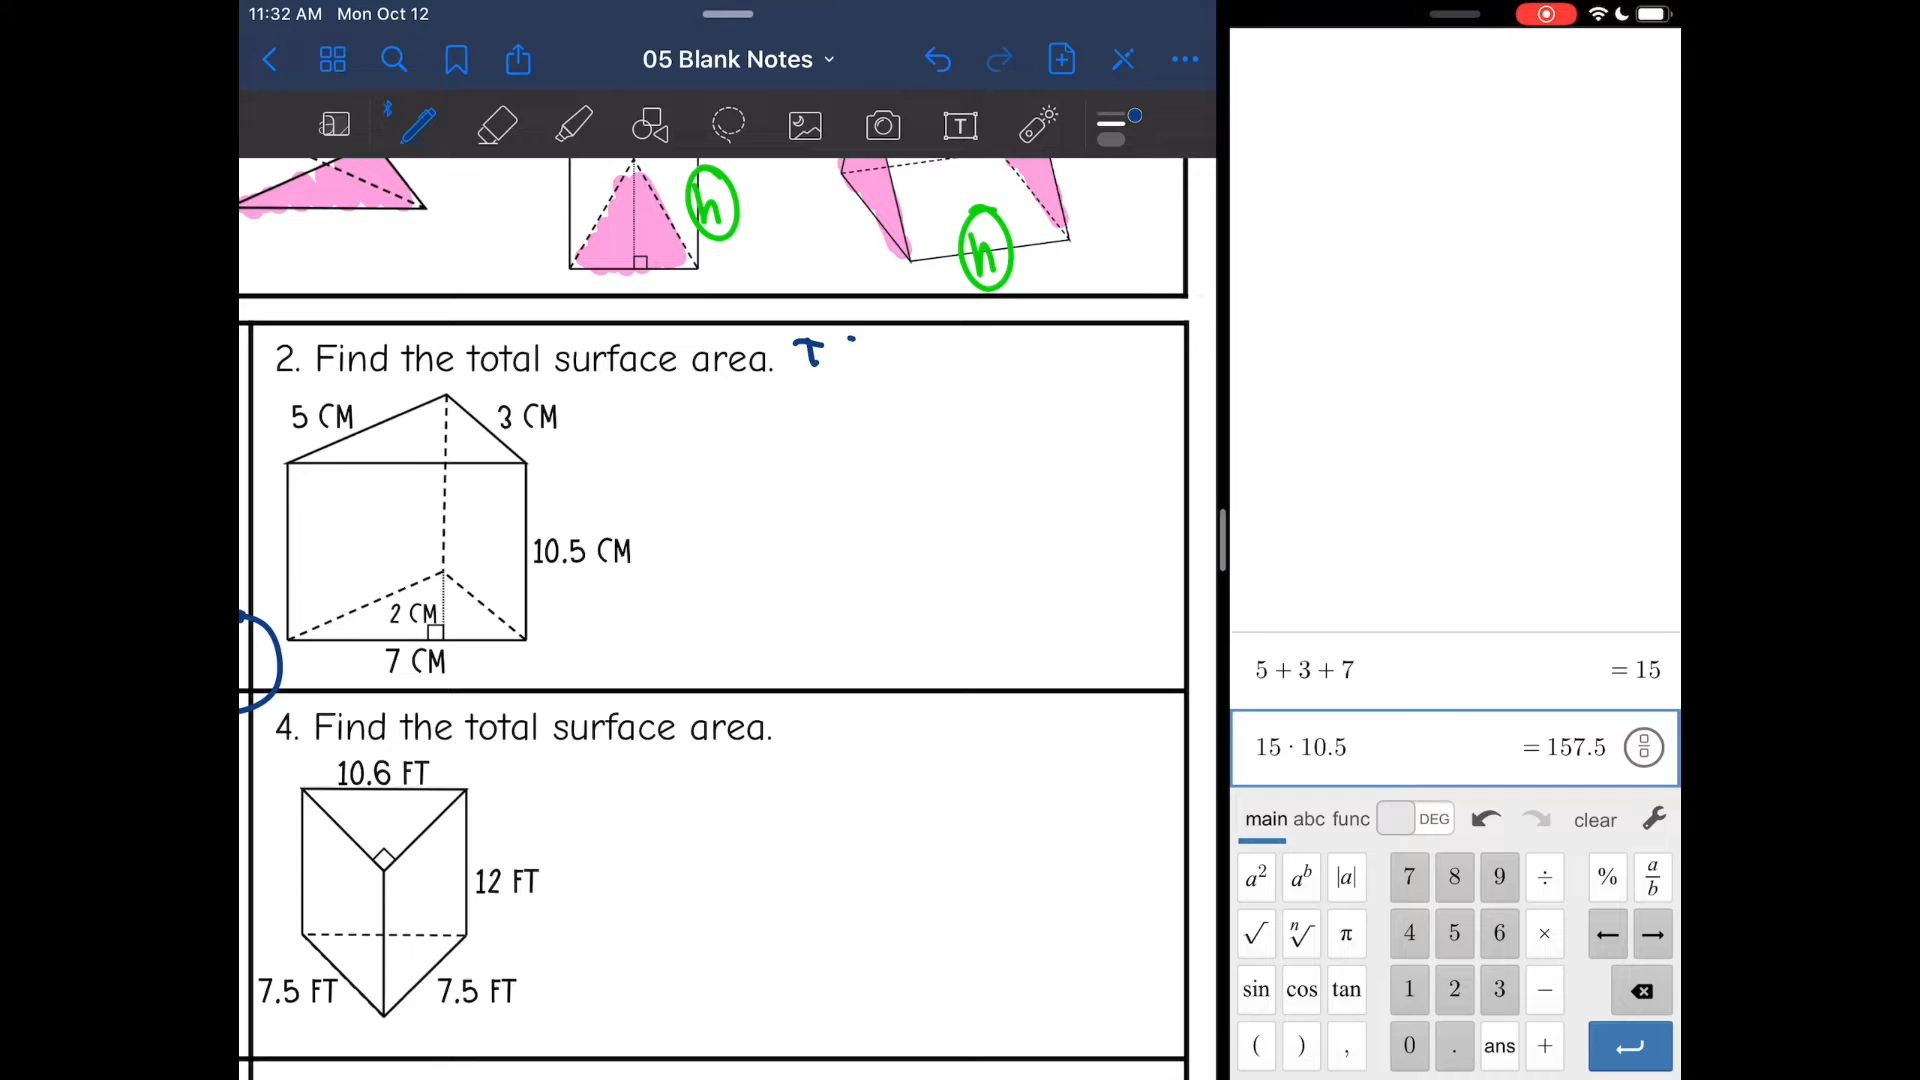 11:32 AM Mon Oct 12
05 Blank Notes
T
h
h
2. Find the total surface area. T
5 CM
3 CM
10.5 CM
2 CM
7 CM
4. Find the total surface area.
10.6 FT
12 FT
7.5 FT
7.5 FT
5 + 3 + 7 = 15
15 · 10.5 = 157.5
main abc func DEG clear
a² aᵇ |a| 7 8 9 ÷ % a/b
√ ⁿ√ π 4 5 6 × ← →
sin cos tan 1 2 3 −
( ) , 0 . ans +